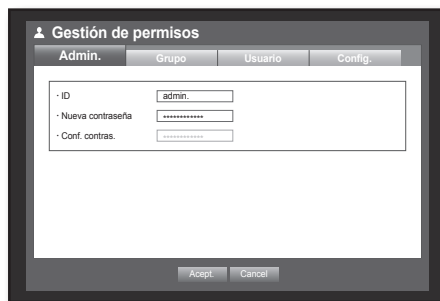 Gestión de permisos
Admin. Grupo Usuario Config.
· ID admin.
· Nueva contraseña ************
· Conf. contras. ************
Acept. Cancel